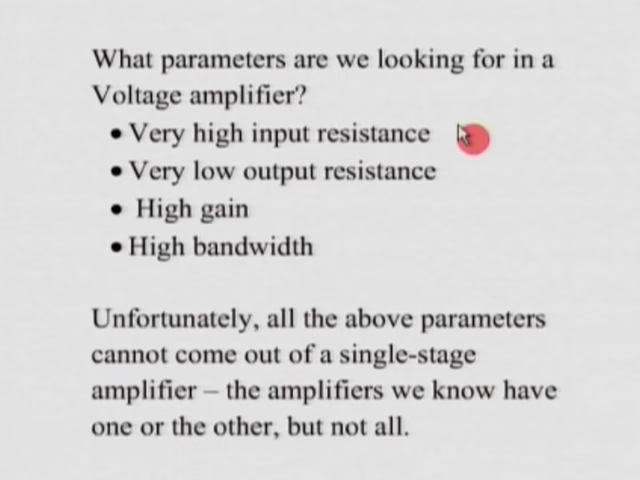 What parameters are we looking for in a
Voltage amplifier?
• Very high input resistance
• Very low output resistance
• High gain
• High bandwidth
Unfortunately, all the above parameters
cannot come out of a single-stage
amplifier – the amplifiers we know have
one or the other, but not all.